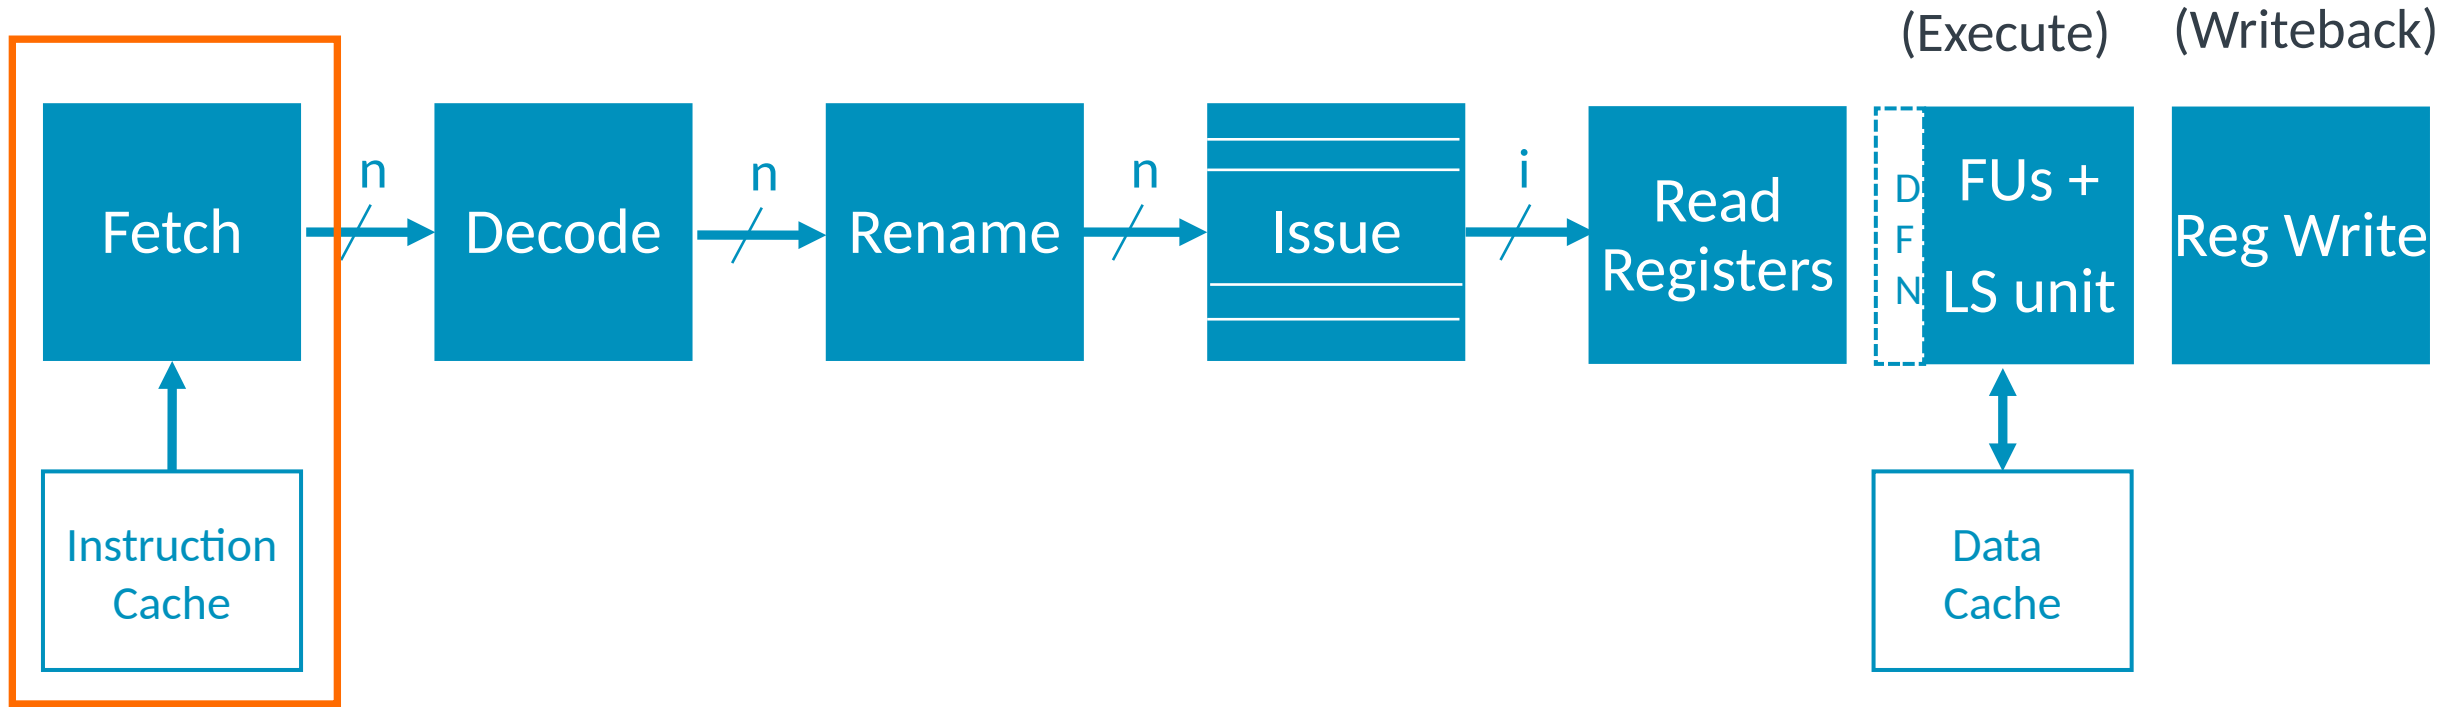 (Execute)
(Writeback)
Fetch
n
Decode
n
Rename
n
Issue
i
Read
Registers
D
F
N
FUs +
LS unit
Reg Write
Instruction
Cache
Data
Cache